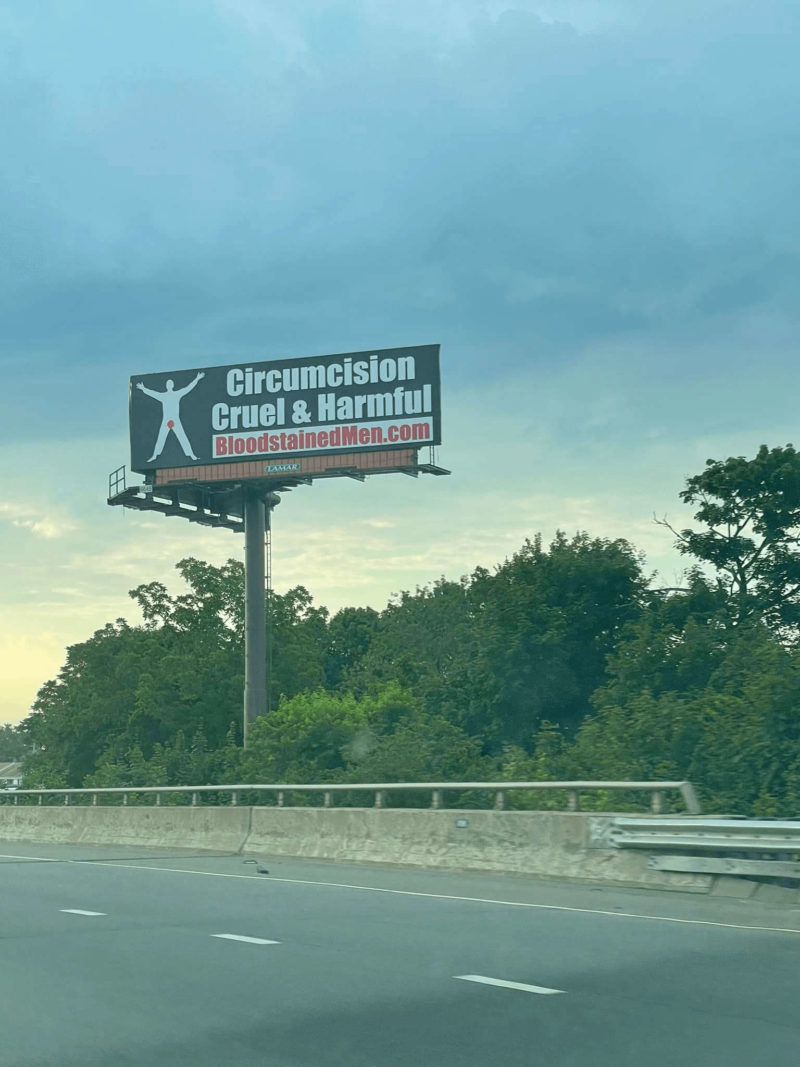 Circumcision
Cruel & Harmful
BloodstainedMen.com
LAMAR